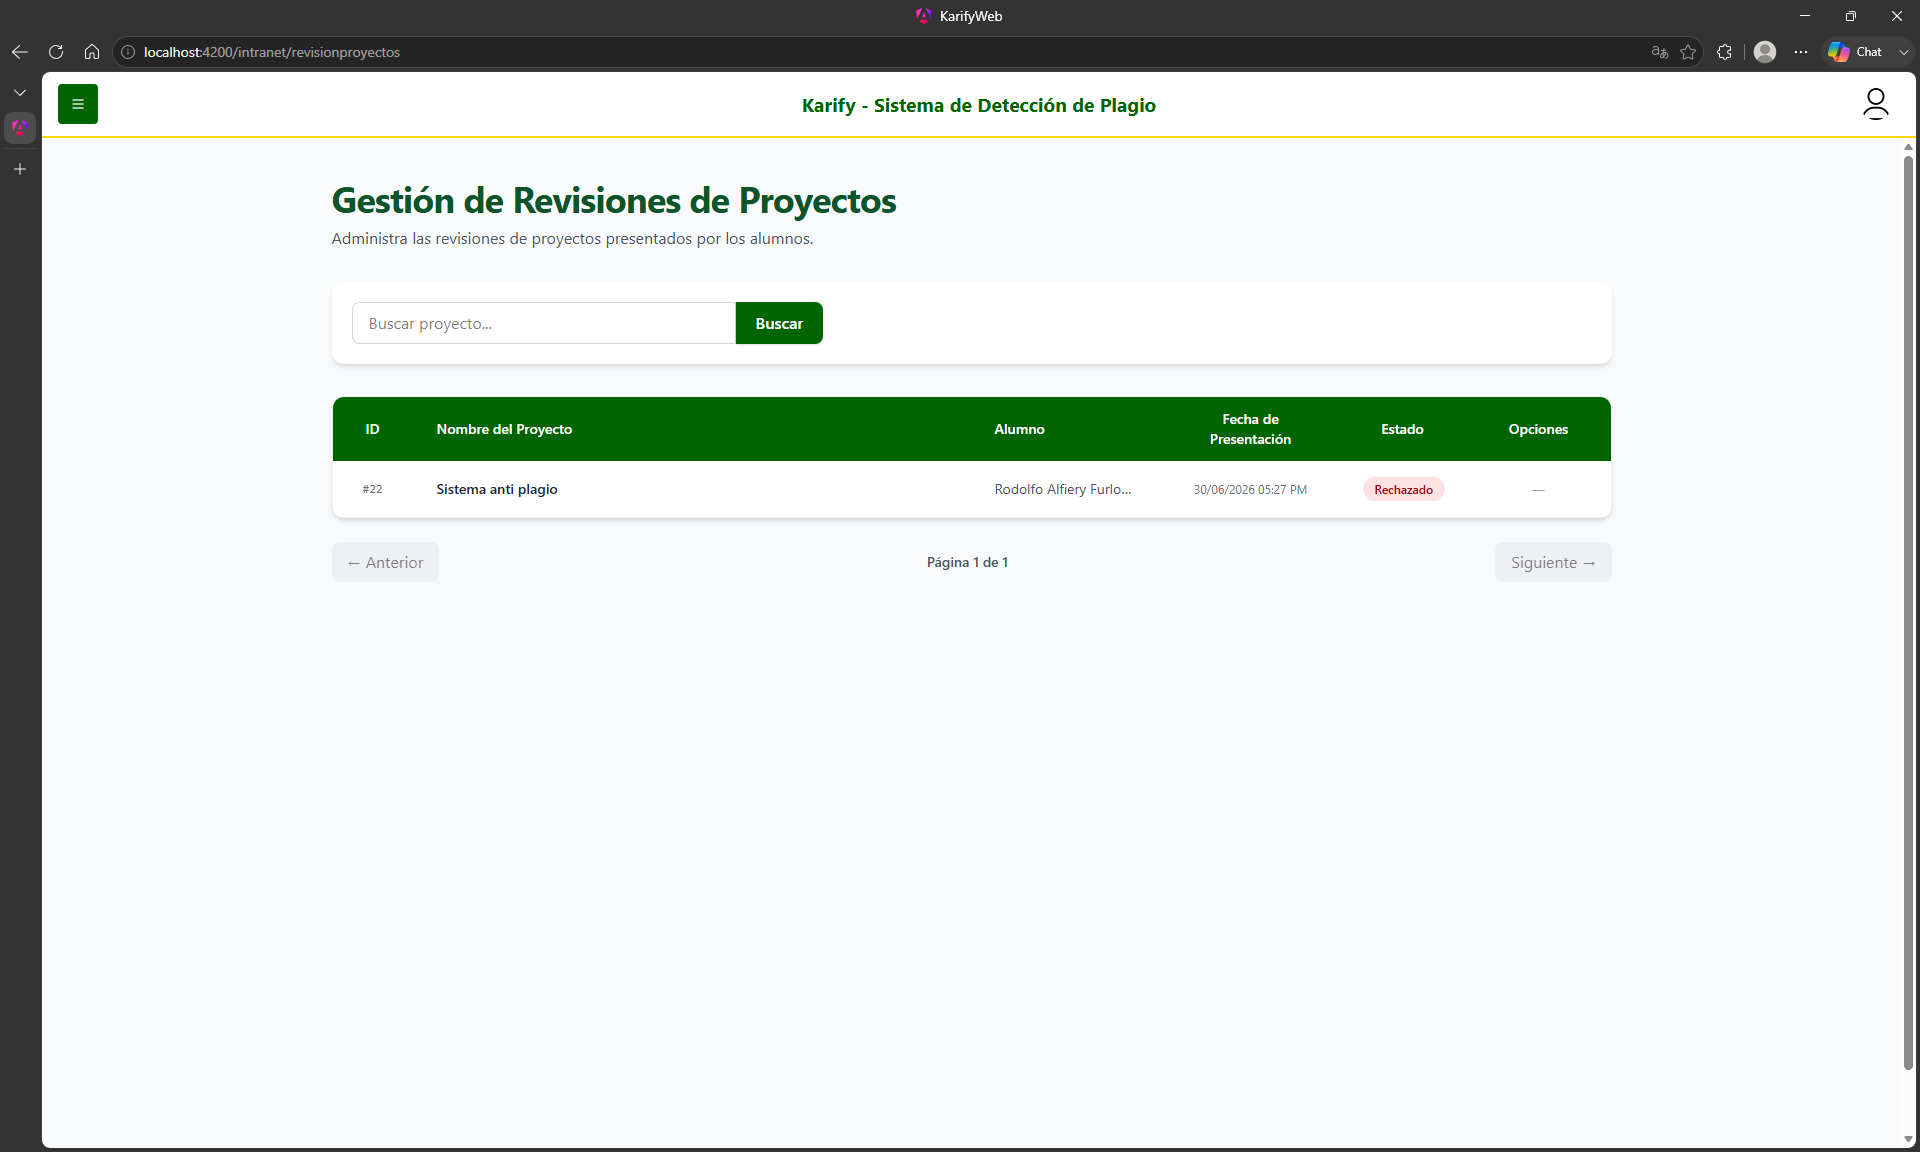 KarifyWeb
localhost:4200/intranet/revisionproyectos
Chat
Karify - Sistema de Detección de Plagio
Gestión de Revisiones de Proyectos
Administra las revisiones de proyectos presentados por los alumnos.
Buscar proyecto...
Buscar
ID
Nombre del Proyecto
Alumno
Fecha de
Presentación
Estado
Opciones
#22
Sistema anti plagio
Rodolfo Alfiery Furlo...
30/06/2026 05:27 PM
Rechazado
—
← Anterior
Página 1 de 1
Siguiente →